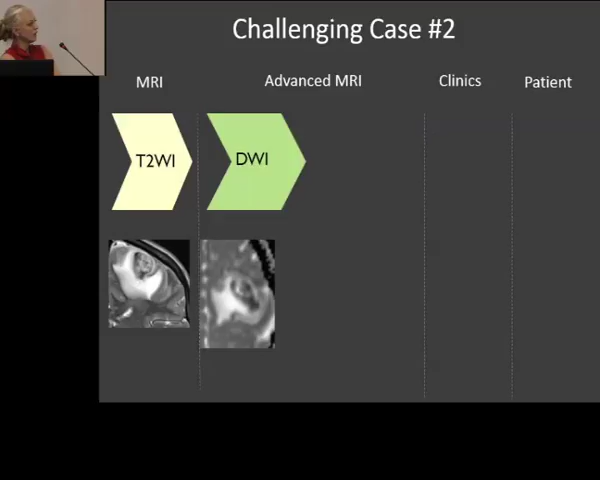 Challenging Case #2
MRI
Advanced MRI
Clinics
Patient
T2WI
DWI